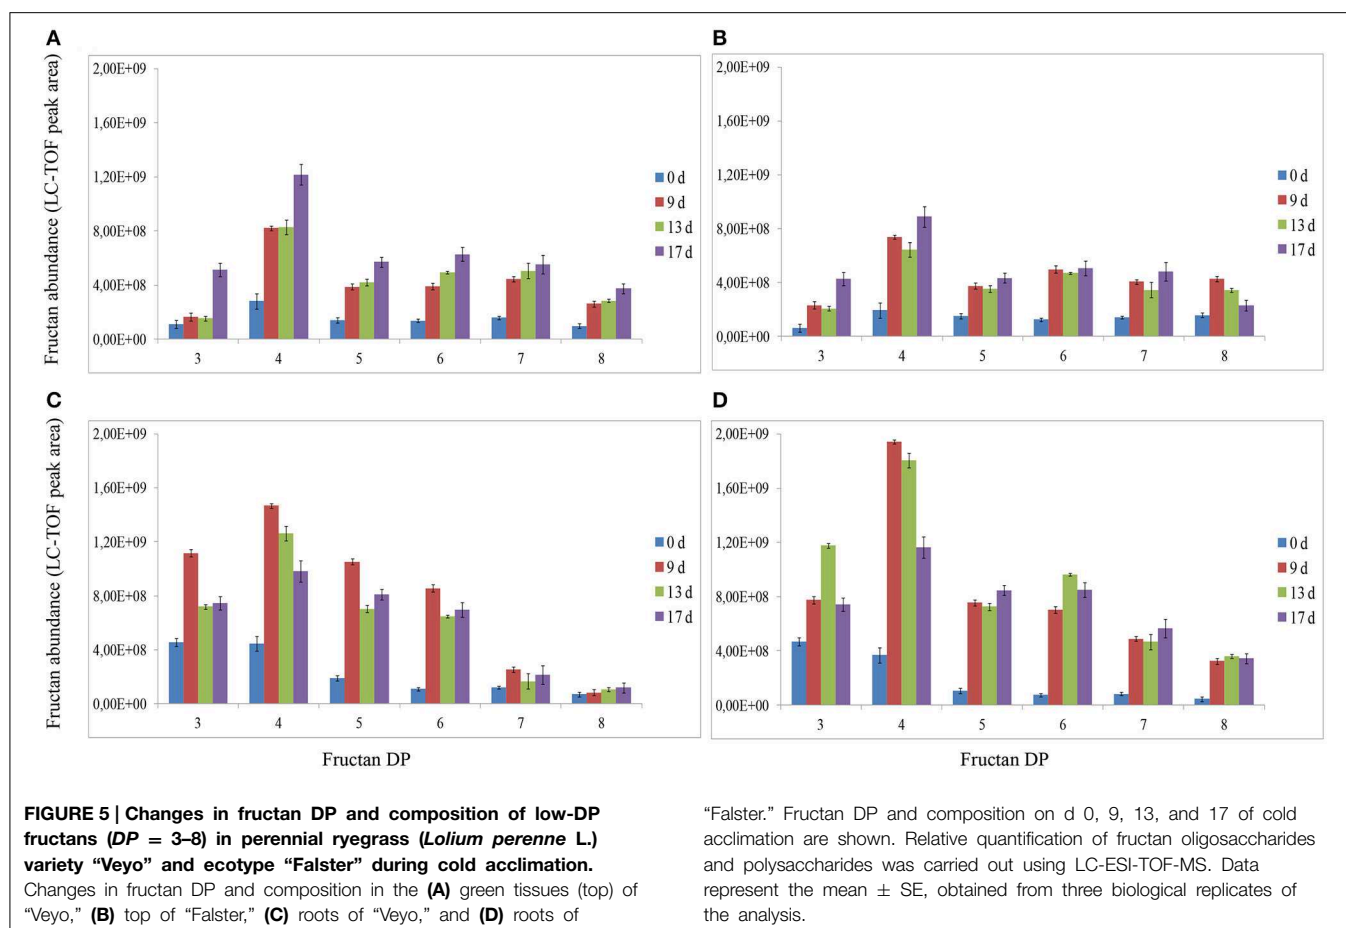 A
Fructan abundance (LC-TOF peak area)
2,00E+09
1,60E+09
1,20E+09
8,00E+08
4,00E+08
0,00E+00
3 4 5 6 7 8
0 d
9 d
13 d
17 d
B
2,00E+09
1,60E+09
1,20E+09
8,00E+08
4,00E+08
0,00E+00
3 4 5 6 7 8
0 d
9 d
13 d
17 d
C
Fructan abundance (LC-TOF peak area)
2,00E+09
1,60E+09
1,20E+09
8,00E+08
4,00E+08
0,00E+00
3 4 5 6 7 8
Fructan DP
0 d
9 d
13 d
17 d
D
2,00E+09
1,60E+09
1,20E+09
8,00E+08
4,00E+08
0,00E+00
3 4 5 6 7 8
Fructan DP
0 d
9 d
13 d
17 d
FIGURE 5 | Changes in fructan DP and composition of low-DP
fructans (DP = 3–8) in perennial ryegrass (Lolium perenne L.)
variety “Veyo” and ecotype “Falster” during cold acclimation.
Changes in fructan DP and composition in the (A) green tissues (top) of
“Veyo,” (B) top of “Falster,” (C) roots of “Veyo,” and (D) roots of
“Falster.” Fructan DP and composition on d 0, 9, 13, and 17 of cold
acclimation are shown. Relative quantification of fructan oligosaccharides
and polysaccharides was carried out using LC-ESI-TOF-MS. Data
represent the mean ± SE, obtained from three biological replicates of
the analysis.